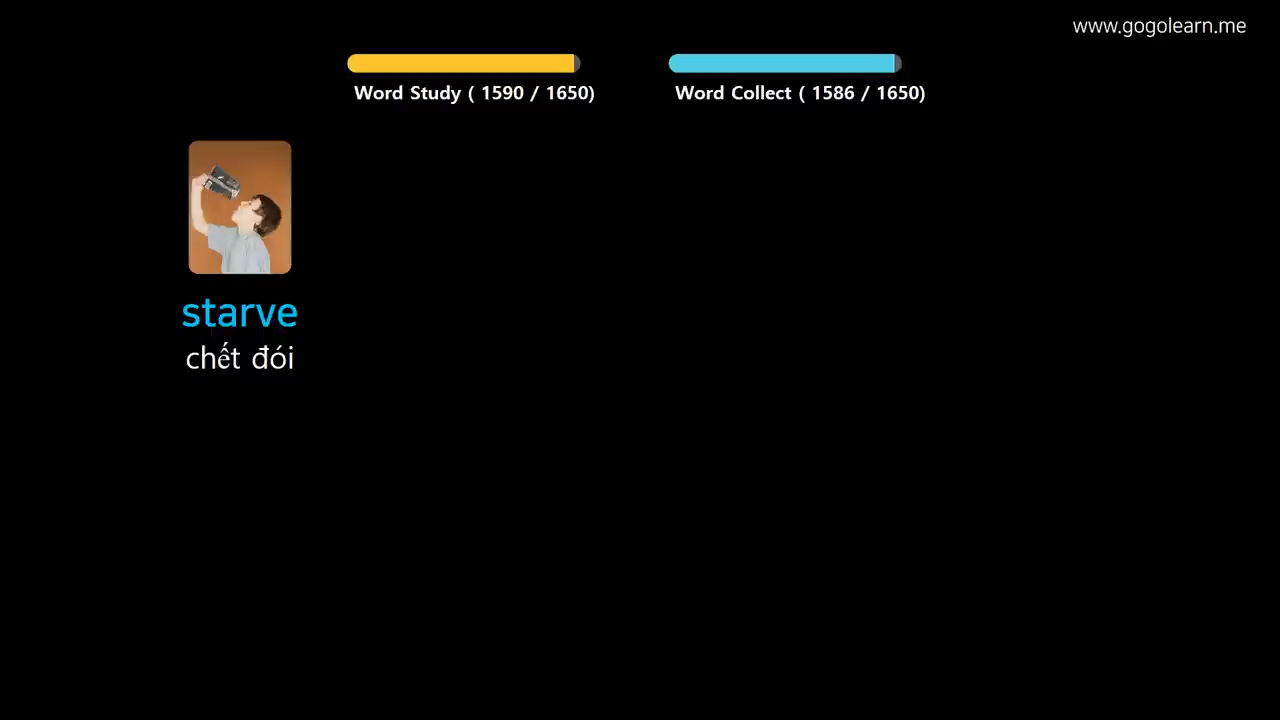 www.gogolearn.me
Word Study ( 1590 / 1650)
Word Collect ( 1586 / 1650)
starve
chết đói